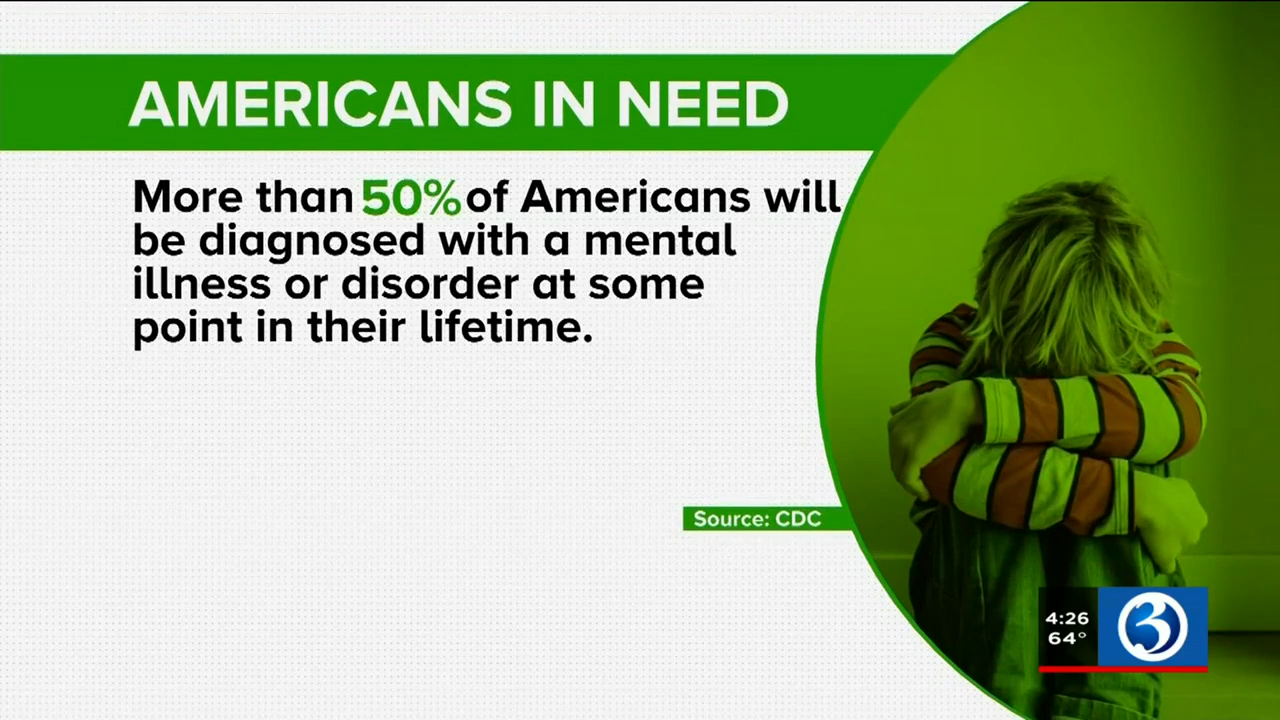 AMERICANS IN NEED
More than 50% of Americans will
be diagnosed with a mental
illness or disorder at some
point in their lifetime.
Source: CDC
4:26
64°
3